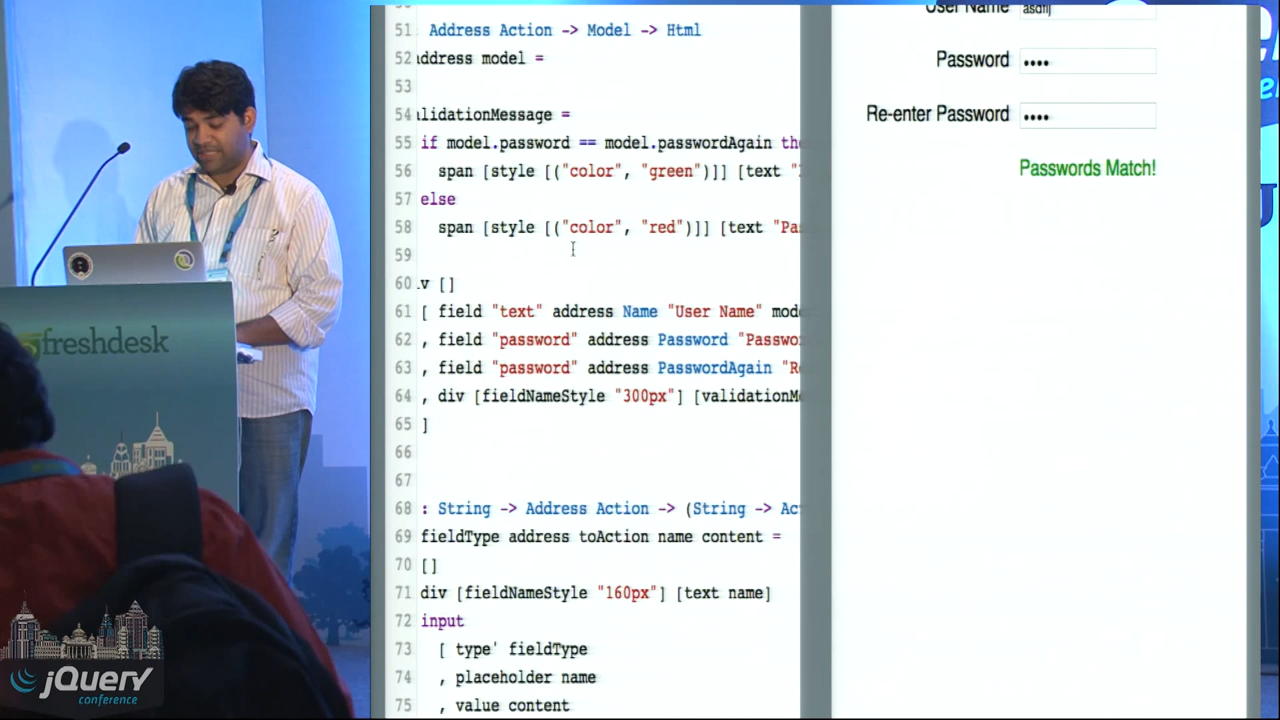 51 Address Action -> Model -> Html
52 address model =
53
54 alidationMessage =
55 if model.password == model.passwordAgain the
56 span [style [("color", "green")]] [text "
57 else
58 span [style [("color", "red")]] [text "Pas
59
60 v []
61 [ field "text" address Name "User Name" mode
62 , field "password" address Password "Passwo
63 , field "password" address PasswordAgain "R
64 , div [fieldNameStyle "300px"] [validationM
65 ]
66
67
68 : String -> Address Action -> (String -> Ac
69 fieldType address toAction name content =
70 []
71 div [fieldNameStyle "160px"] [text name]
72 input
73 [ type' fieldType
74 , placeholder name
75 , value content
User Name
Password ••••
Re-enter Password ••••
Passwords Match!
freshdesk
jQuery
conference